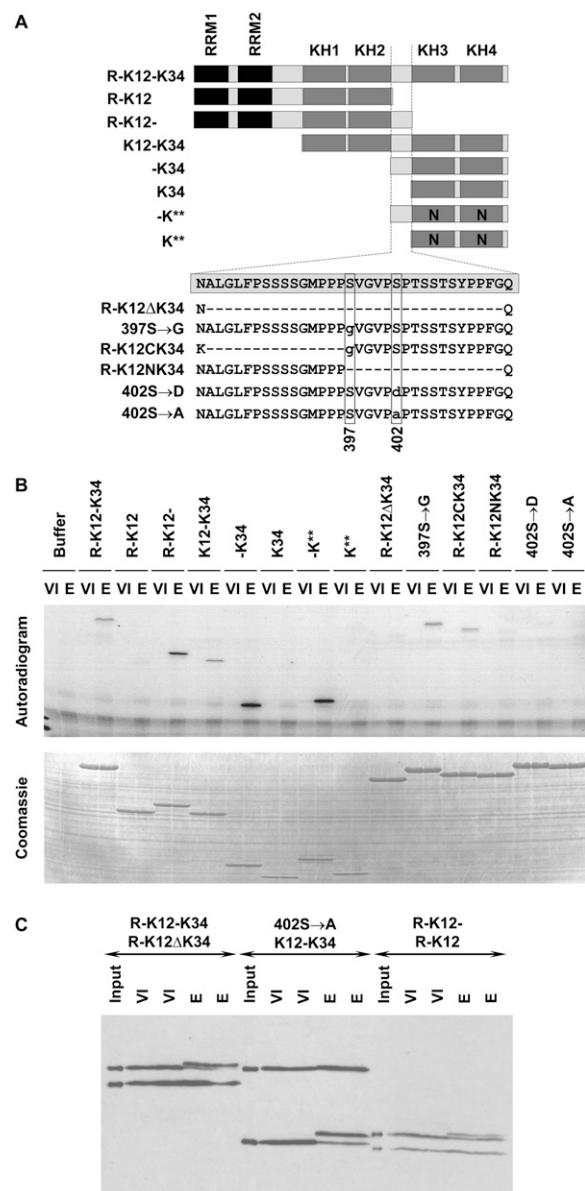 A
RRM1 RRM2 KH1 KH2 KH3 KH4
R-K12-K34
R-K12
R-K12-
K12-K34
-K34
K34
-K** N N
K** N N
NALGLFPSSSSGMPPPSVGVPSPTSSTSYPPFGQ
R-K12ΔK34 N--------------------------------Q
397S→G NALGLFPSSSSGMPPPgVGVPSPTSSTSYPPFGQ
R-K12CK34 K---------------gVGVPSPTSSTSYPPFGQ
R-K12NK34 NALGLFPSSSSGMPPP-----------------Q
402S→D NALGLFPSSSSGMPPPSVGVPdPTSSTSYPPFGQ
402S→A NALGLFPSSSSGMPPPSVGVPaPTSSTSYPPFGQ
397 402
B
Buffer R-K12-K34 R-K12 R-K12- K12-K34 -K34 K34 -K** K** R-K12ΔK34 397S→G R-K12CK34 R-K12NK34 402S→D 402S→A
VI E VI E VI E VI E VI E VI E VI E VI E VI E VI E VI E VI E VI E VI E VI E
Autoradiogram
Coomassie
C
R-K12-K34 402S→A R-K12-
R-K12ΔK34 K12-K34 R-K12
Input VI VI E E Input VI VI E E Input VI VI E E